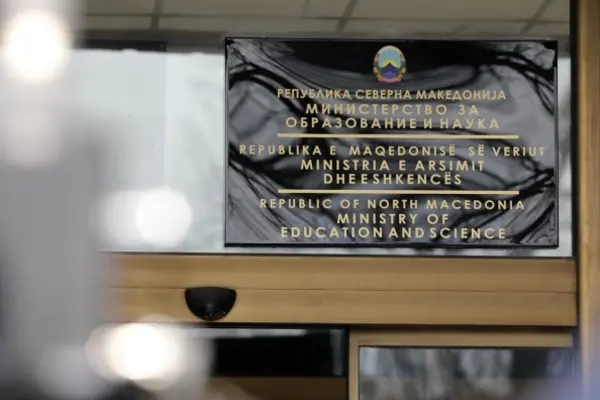 РЕПУБЛИКА СЕВЕРНА МАКЕДОНИЈА
МИНИСТЕРСТВО ЗА
ОБРАЗОВАНИЕ И НАУКА
REPUBLIKA E MAQEDONISË SË VERIUT
MINISTRIA E ARSIMIT
DHE ESHKENCËS
REPUBLIC OF NORTH MACEDONIA
MINISTRY OF
EDUCATION AND SCIENCE